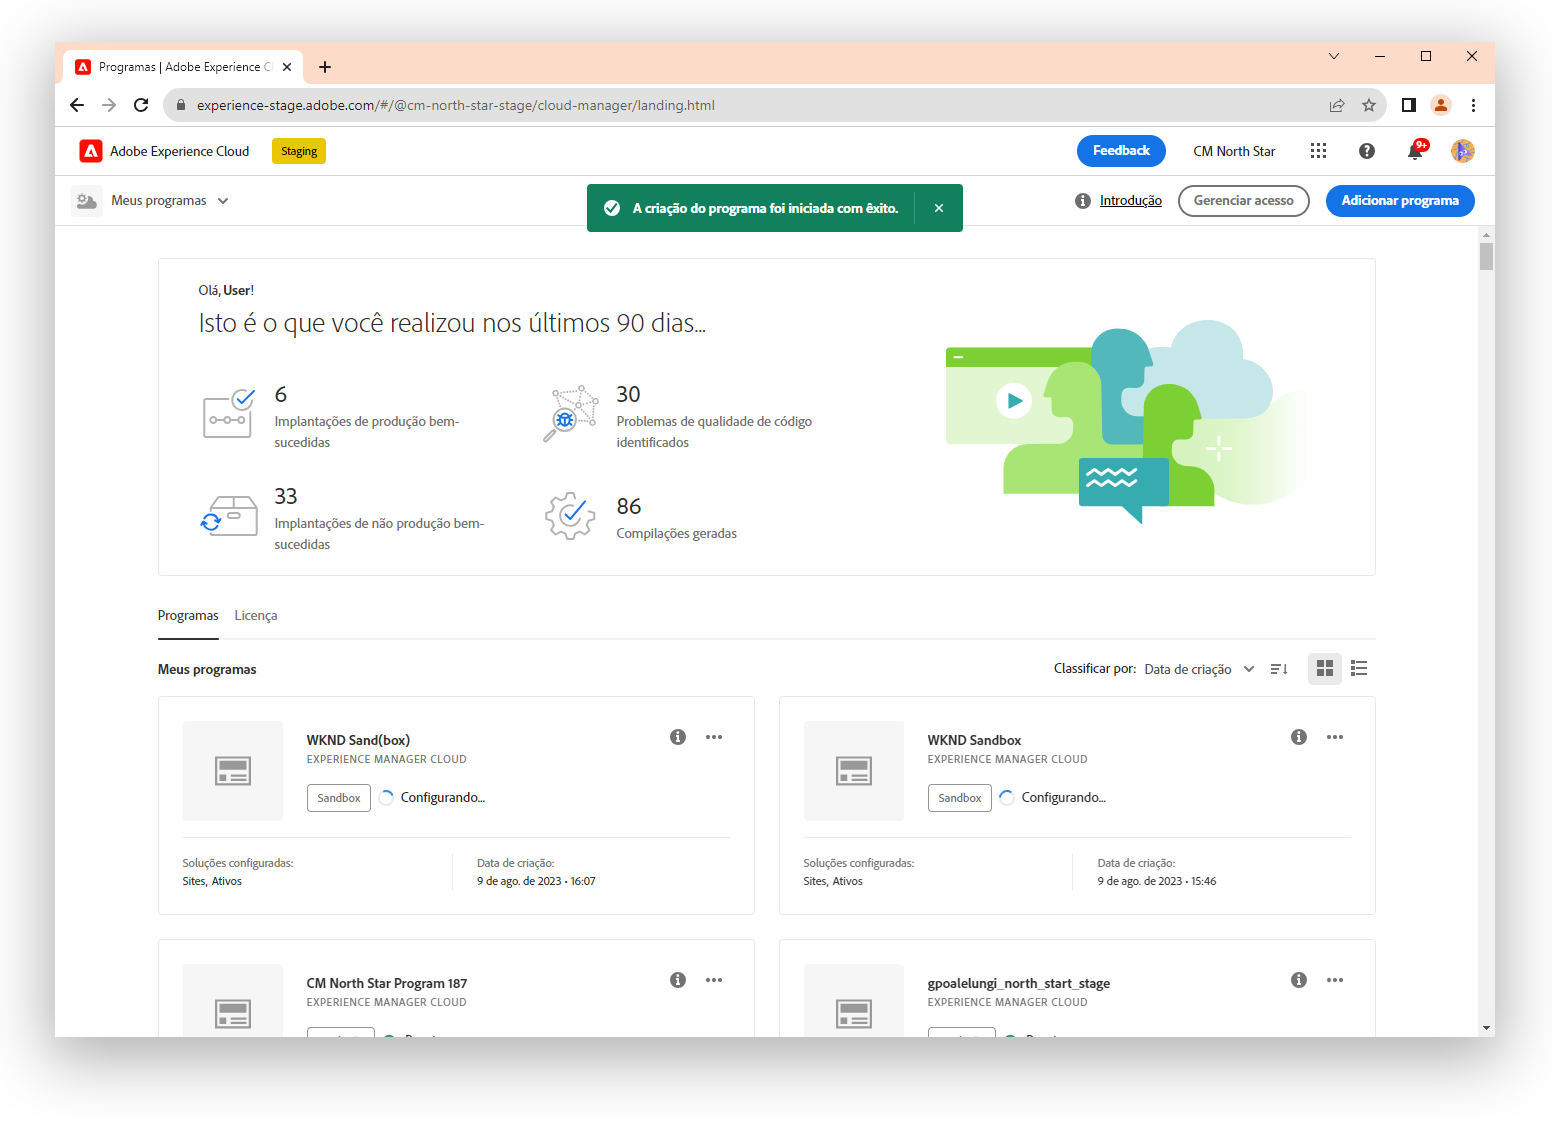 Programas | Adobe Experience Cl
experience-stage.adobe.com/#/@cm-north-star-stage/cloud-manager/landing.html
Adobe Experience Cloud
Staging
Feedback
CM North Star
9+
Meus programas
A criação do programa foi iniciada com êxito.
Introdução
Gerenciar acesso
Adicionar programa
Olá, User!
Isto é o que você realizou nos últimos 90 dias...
6
Implantações de produção bem-
sucedidas
30
Problemas de qualidade de código
identificados
33
Implantações de não produção bem-
sucedidas
86
Compilações geradas
Programas
Licença
Meus programas
Classificar por: Data de criação
WKND Sand(box)
EXPERIENCE MANAGER CLOUD
Sandbox
Configurando...
Soluções configuradas:
Sites, Ativos
Data de criação:
9 de ago. de 2023 • 16:07
WKND Sandbox
EXPERIENCE MANAGER CLOUD
Sandbox
Configurando...
Soluções configuradas:
Sites, Ativos
Data de criação:
9 de ago. de 2023 • 15:46
CM North Star Program 187
EXPERIENCE MANAGER CLOUD
gpoalelungi_north_start_stage
EXPERIENCE MANAGER CLOUD